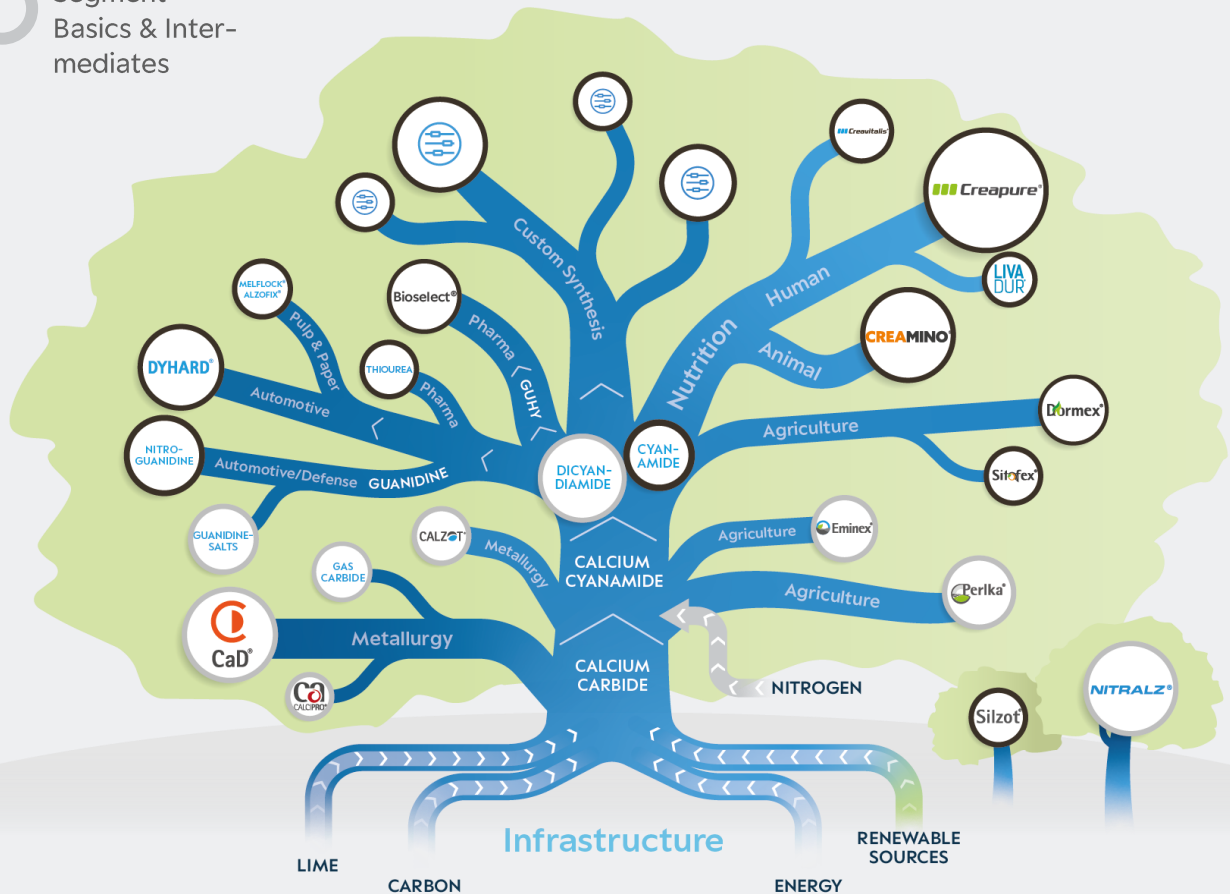 Segment
Basics & Inter-
mediates
Creavitalis®
Creapure®
LIVA
DUR®
Human
Nutrition
Animal
CREAMINO®
Custom Synthesis
Bioselect®
Pharma
GUHY
MELFLOCK®
ALZOFIX®
Pulp & Paper
DYHARD®
Automotive
THIOUREA
Pharma
NITRO-
GUANIDINE
Automotive/Defense GUANIDINE
GUANIDINE-
SALTS
DICYAN-
DIAMIDE
CYAN-
AMIDE
Agriculture
Dormex®
Sitofex®
CALZOT®
Metallurgy
Agriculture
Eminex®
CALCIUM
CYANAMIDE
Agriculture
Perlka®
GAS
CARBIDE
CaD®
Metallurgy
ca
CALCIPRO®
CALCIUM
CARBIDE
NITROGEN
Silzot®
NITRALZ®
Infrastructure
LIME
CARBON
ENERGY
RENEWABLE
SOURCES